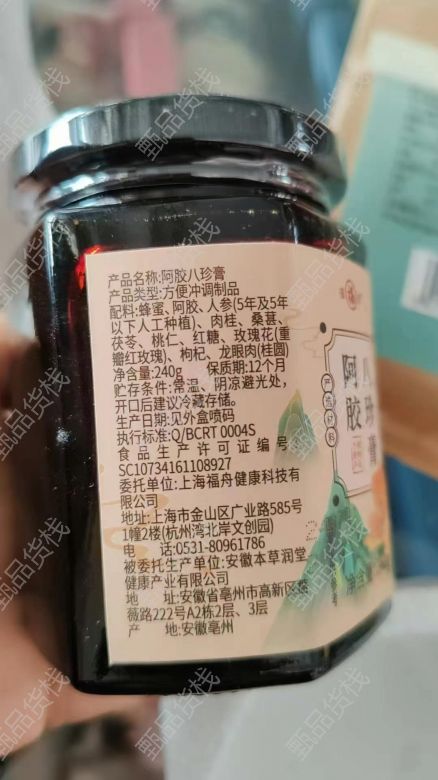 产品名称:阿胶八珍膏
产品类型:方便冲调制品
配料:蜂蜜、阿胶、人参(5年及5年
以下人工种植)、肉桂、桑葚、
茯苓、桃仁、红糖、玫瑰花(重
瓣红玫瑰)、枸杞、龙眼肉(桂圆)
净含量:240g 保质期:12个月
贮存条件:常温、阴凉避光处,
开口后建议冷藏存储。
生产日期:见外盒喷码
执行标准:Q/BCRT 0004S
食品生产许可证编号
SC10734161108927
委托单位:上海福舟健康科技有
限公司
地址:上海市金山区广业路585号
1幢2楼(杭州湾北岸文创园)
电 话:0531-80961786
被委托生产单位:安徽本草润堂
健康产业有限公司
地 址:安徽省亳州市高新区
薇路222号A2栋2层、3层
产 地:安徽亳州
八珍膏
阿胶
甄品货栈